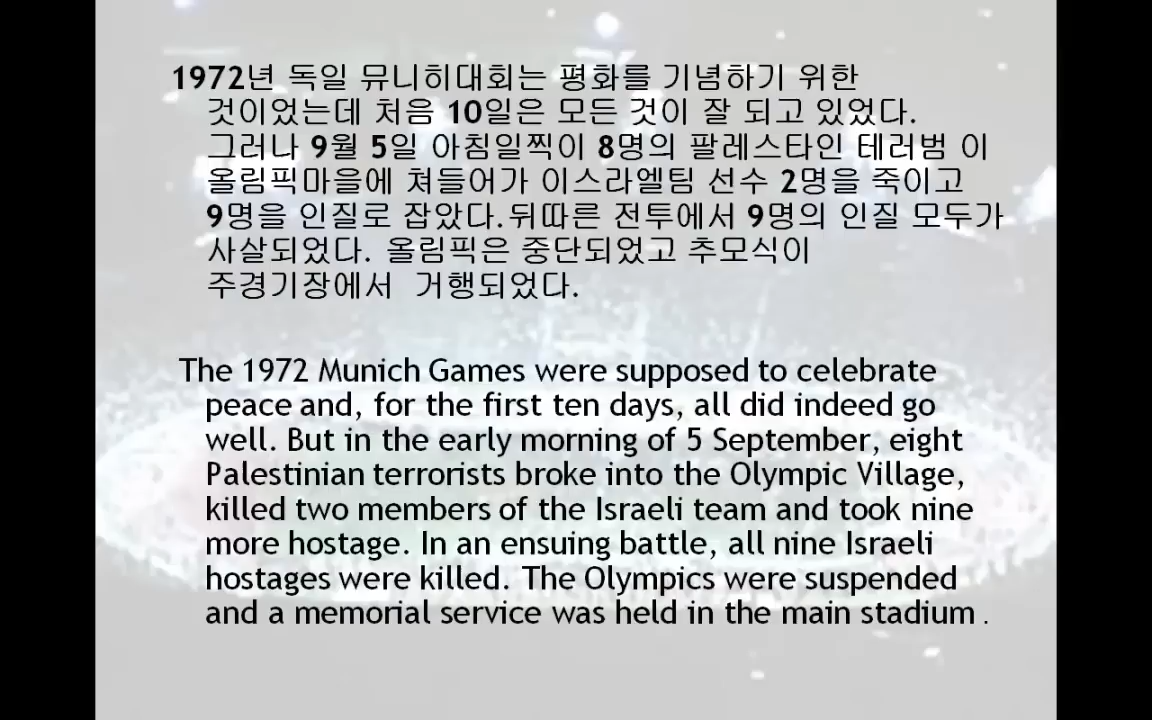 1972년 독일 뮤니히대회는 평화를 기념하기 위한
것이었는데 처음 10일은 모든 것이 잘 되고 있었다.
그러나 9월 5일 아침일찍이 8명의 팔레스타인 테러범 이
올림픽마을에 쳐들어가 이스라엘팀 선수 2명을 죽이고
9명을 인질로 잡았다.뒤따른 전투에서 9명의 인질 모두가
사살되었다. 올림픽은 중단되었고 추모식이
주경기장에서 거행되었다.
The 1972 Munich Games were supposed to celebrate
peace and, for the first ten days, all did indeed go
well. But in the early morning of 5 September, eight
Palestinian terrorists broke into the Olympic Village,
killed two members of the Israeli team and took nine
more hostage. In an ensuing battle, all nine Israeli
hostages were killed. The Olympics were suspended
and a memorial service was held in the main stadium .